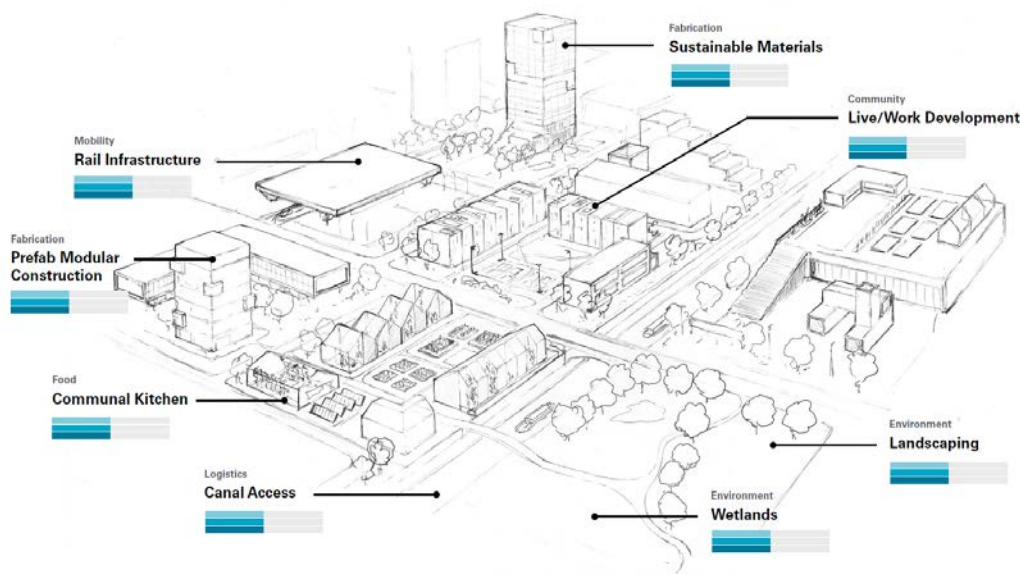 Fabrication
Sustainable Materials
Community
Live/Work Development
Mobility
Rail Infrastructure
Fabrication
Prefab Modular
Construction
Food
Communal Kitchen
Environment
Landscaping
Logistics
Canal Access
Environment
Wetlands